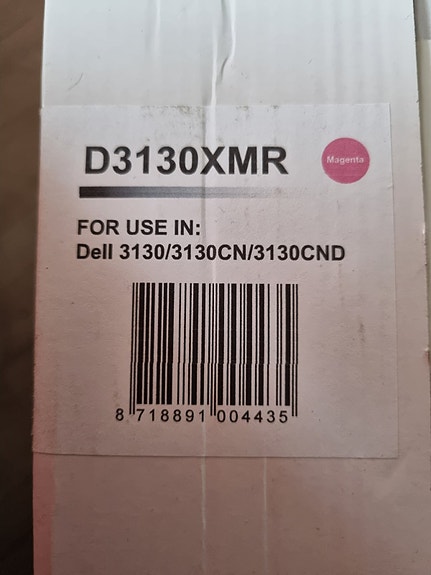 D3130XMR
Magenta
FOR USE IN:
Dell 3130/3130CN/3130CND
8 718891 004435